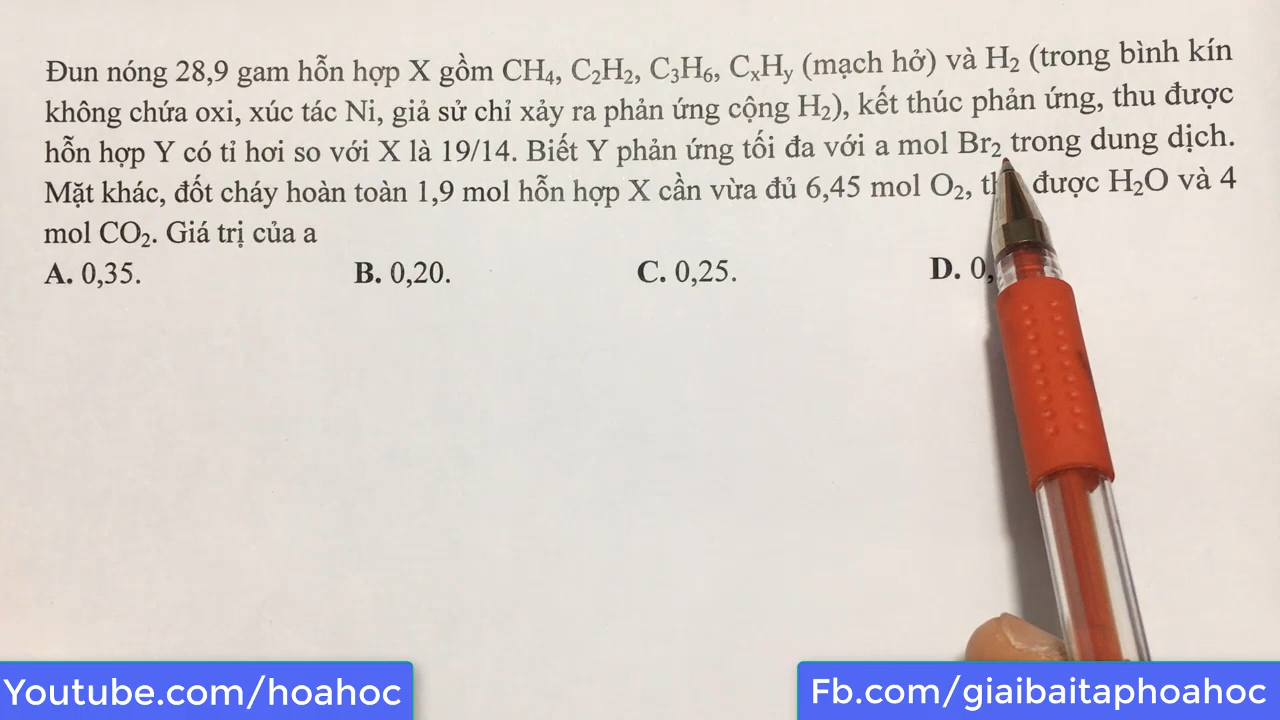 Đun nóng 28,9 gam hỗn hợp X gồm CH₄, C₂H₂, C₃H₆, CₓHᵧ (mạch hở) và H₂ (trong bình kín
không chứa oxi, xúc tác Ni, giả sử chỉ xảy ra phản ứng cộng H₂), kết thúc phản ứng, thu được
hỗn hợp Y có tỉ hơi so với X là 19/14. Biết Y phản ứng tối đa với a mol Br₂ trong dung dịch.
Mặt khác, đốt cháy hoàn toàn 1,9 mol hỗn hợp X cần vừa đủ 6,45 mol O₂, được H₂O và 4
mol CO₂. Giá trị của a
A. 0,35. B. 0,20. C. 0,25. D. 0,
Youtube.com/hoahoc Fb.com/giaibaitaphoahoc